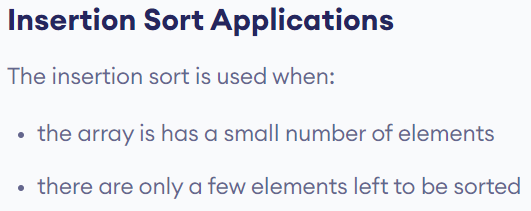 Insertion Sort Applications
The insertion sort is used when:
• the array is has a small number of elements
• there are only a few elements left to be sorted